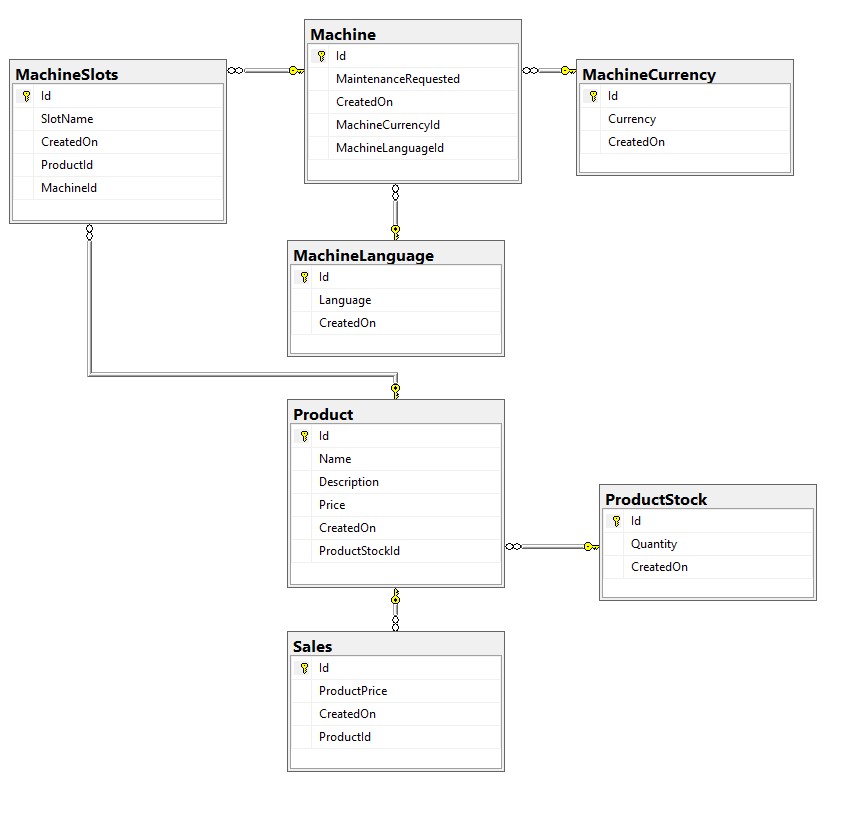 Machine
Id
MaintenanceRequested
CreatedOn
MachineCurrencyId
MachineLanguageId
MachineSlots
Id
SlotName
CreatedOn
ProductId
MachineId
MachineCurrency
Id
Currency
CreatedOn
MachineLanguage
Id
Language
CreatedOn
Product
Id
Name
Description
Price
CreatedOn
ProductStockId
ProductStock
Id
Quantity
CreatedOn
Sales
Id
ProductPrice
CreatedOn
ProductId